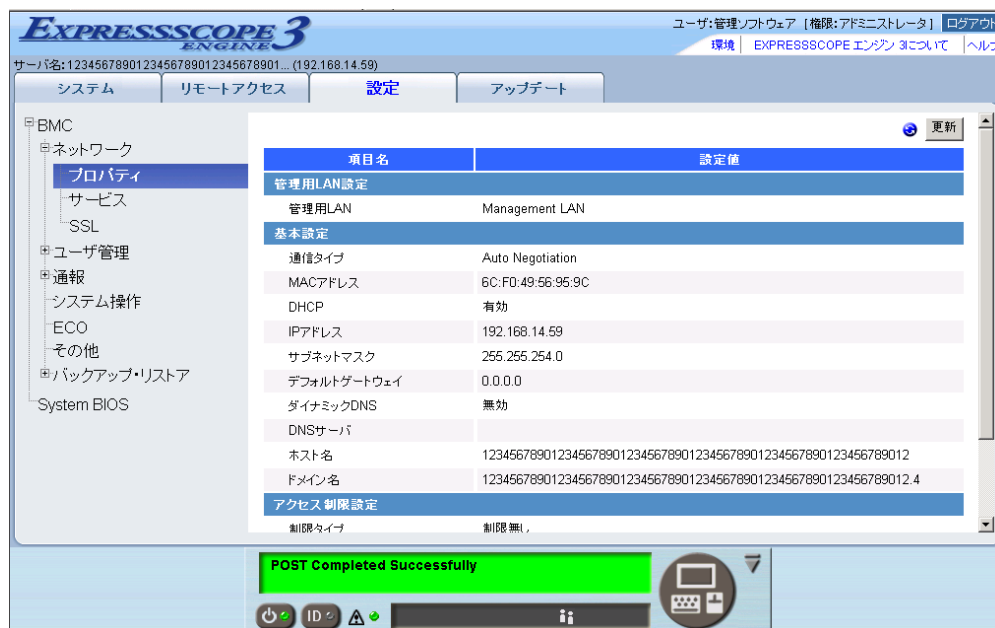 EXPRESSSCOPE
ENGINE 3
ユーザ:管理ソフトウェア [権限:アドミニストレータ] ログアウト
環境 EXPRESSSCOPE エンジン 3について ヘルプ
サーバ名:1234567890123456789012345678901... (192.168.14.59)
システム リモートアクセス 設定 アップデート
BMC
ネットワーク
プロパティ
サービス
SSL
ユーザ管理
通報
システム操作
ECO
その他
バックアップ・リストア
System BIOS
更新
項目名 設定値
管理用LAN設定
管理用LAN Management LAN
基本設定
通信タイプ Auto Negotiation
MACアドレス 6C:F0:49:56:95:9C
DHCP 有効
IPアドレス 192.168.14.59
サブネットマスク 255.255.254.0
デフォルトゲートウェイ 0.0.0.0
ダイナミックDNS 無効
DNSサーバ
ホスト名 12345678901234567890123456789012345678901234567890123456789012
ドメイン名 12345678901234567890123456789012345678901234567890123456789012.4
アクセス制限設定
制限タイプ 制限無し
POST Completed Successfully
ID